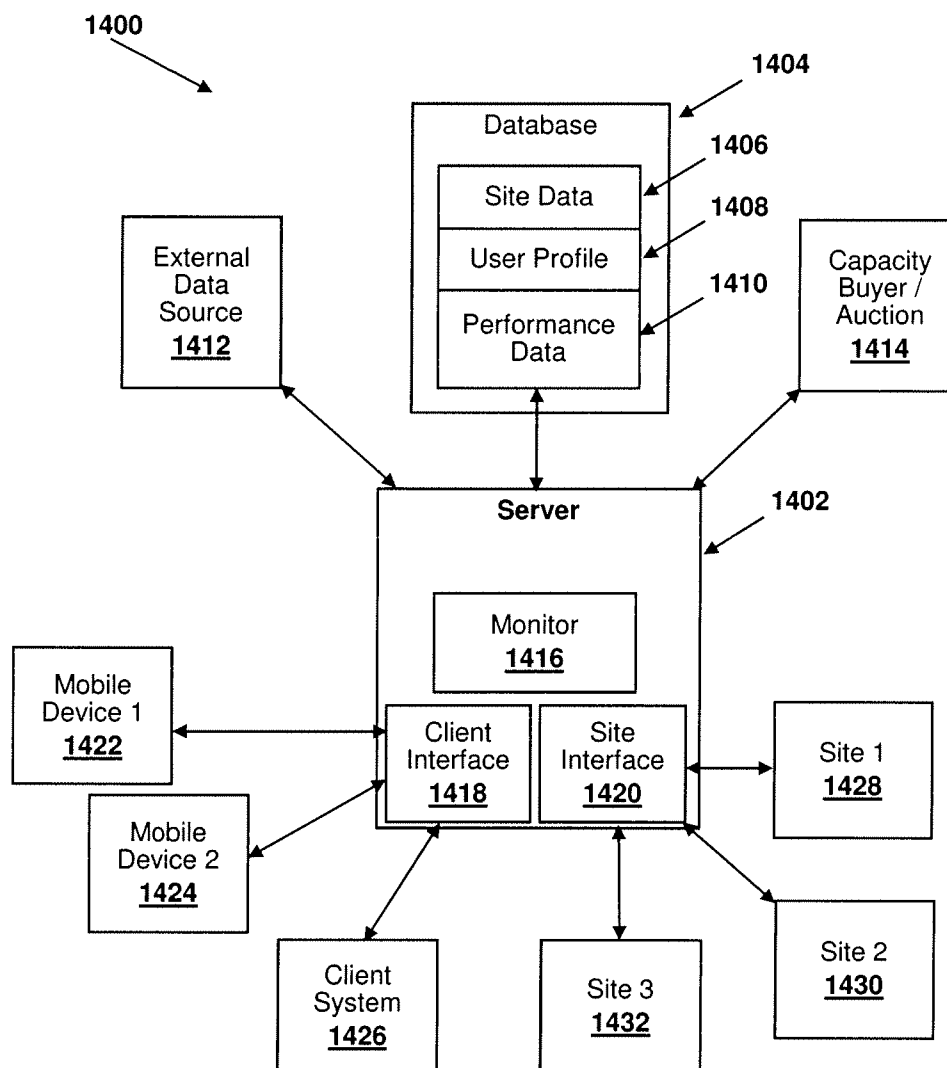 1400
1404
Database
1406
Site Data
1408
User Profile
1410
Performance
Data
External
Data
Source
1412
Capacity
Buyer /
Auction
1414
Server
1402
Monitor
1416
Mobile
Device 1
1422
Client
Interface
1418
Site
Interface
1420
Site 1
1428
Mobile
Device 2
1424
Client
System
1426
Site 3
1432
Site 2
1430